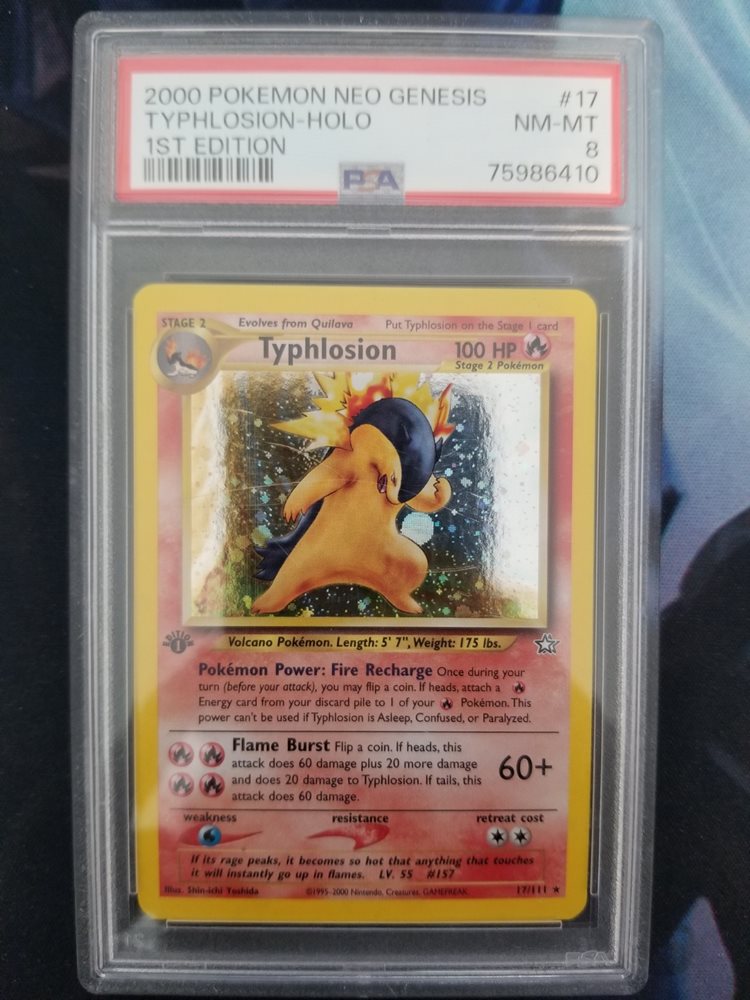 2000 POKEMON NEO GENESIS #17
TYPHLOSION-HOLO NM-MT
1ST EDITION 8
PSA 75986410
STAGE 2 Evolves from Quilava Put Typhlosion on the Stage 1 card
Typhlosion 100 HP
Stage 2 Pokémon
EDITION
1
Volcano Pokémon. Length: 5' 7", Weight: 175 lbs.
Pokémon Power: Fire Recharge Once during your
turn (before your attack), you may flip a coin. If heads, attach a
Energy card from your discard pile to 1 of your Pokémon. This
power can't be used if Typhlosion is Asleep, Confused, or Paralyzed.
Flame Burst Flip a coin. If heads, this
attack does 60 damage plus 20 more damage
and does 20 damage to Typhlosion. If tails, this
attack does 60 damage.
60+
weakness resistance retreat cost
If its rage peaks, it becomes so hot that anything that touches
it will instantly go up in flames. LV. 55 #157
Illus. Shin-ichi Yoshida ©1995-2000 Nintendo, Creatures, GAMEFREAK. 17/111 ★
PSA